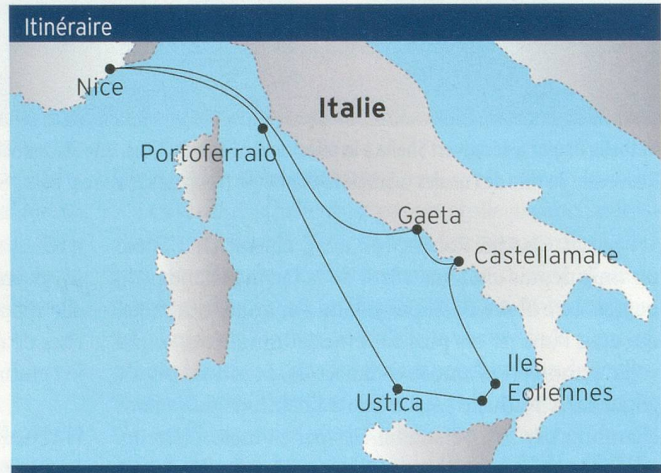 Itinéraire
Nice
Italie
Portoferraio
Gaeta
Castellamare
Iles
Eoliennes
Ustica